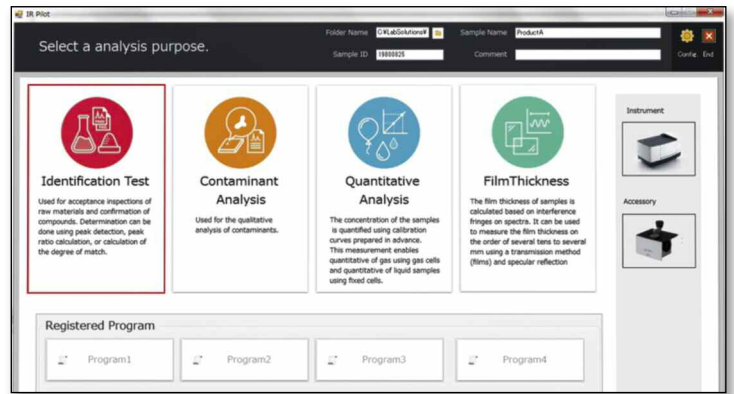 IR Pilot
Select a analysis purpose.
Folder Name C:¥LabSolutions¥ Sample Name ProductA
Sample ID 19800825 Comment
Config End
Identification Test
Used for acceptance inspections of
raw materials and confirmation of
compounds. Determination can be
done using peak detection, peak
ratio calculation, or calculation of
the degree of match.
Contaminant
Analysis
Used for the qualitative
analysis of contaminants.
Quantitative
Analysis
The concentration of the samples
is quantified using calibration
curves prepared in advance.
This measurement enables
quantitative of gas using gas cells
and quantitative of liquid samples
using fixed cells.
FilmThickness
The film thickness of samples is
calculated based on interference
fringes on spectra. It can be used
to measure the film thickness on
the order of several tens to several
mm using a transmission method
(films) and specular reflection
Instrument
Accessory
Registered Program
Program1
Program2
Program3
Program4